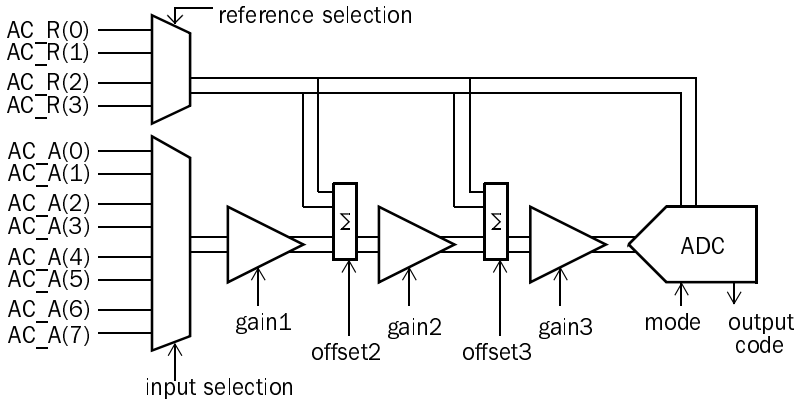 reference selection
AC_R(0)
AC_R(1)
AC_R(2)
AC_R(3)
AC_A(0)
AC_A(1)
AC_A(2)
AC_A(3)
AC_A(4)
AC_A(5)
AC_A(6)
AC_A(7)
Σ
Σ
ADC
gain1
gain2
gain3
mode
output
code
offset2
offset3
input selection